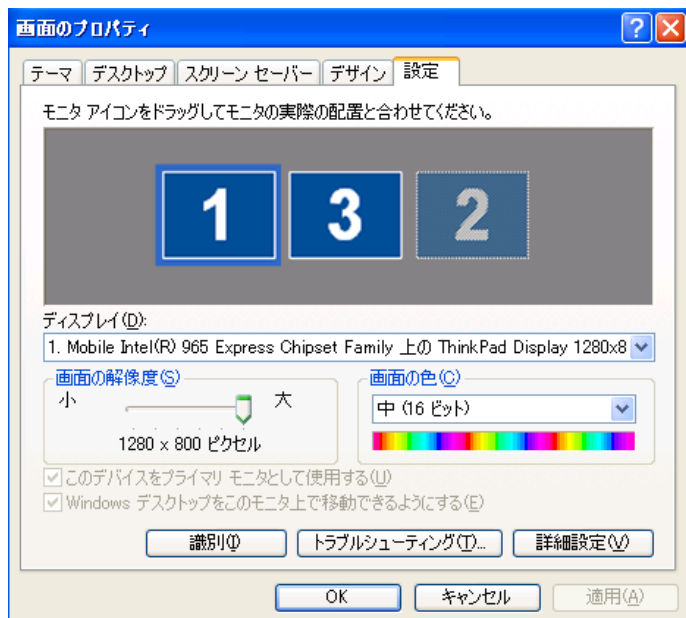 画面のプロパティ
テーマ デスクトップ スクリーン セーバー デザイン 設定
モニタ アイコンをドラッグしてモニタの実際の配置と合わせてください。
1 3 2
ディスプレイ(D):
1. Mobile Intel(R) 965 Express Chipset Family 上の ThinkPad Display 1280x8
画面の解像度(S) 画面の色(C)
小 大 中 (16 ビット)
1280 x 800 ピクセル
このデバイスをプライマリ モニタとして使用する(U)
Windows デスクトップをこのモニタ上で移動できるようにする(E)
識別(I) トラブルシューティング(T)... 詳細設定(V)
OK キャンセル 適用(A)